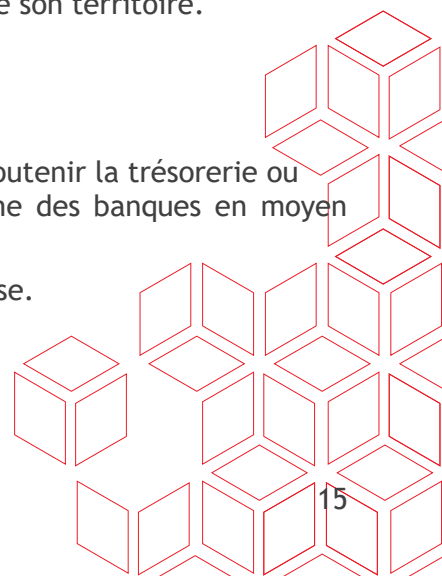 son territoire.
outenir la trésorerie ou
ne des banques en moyen
se.
15